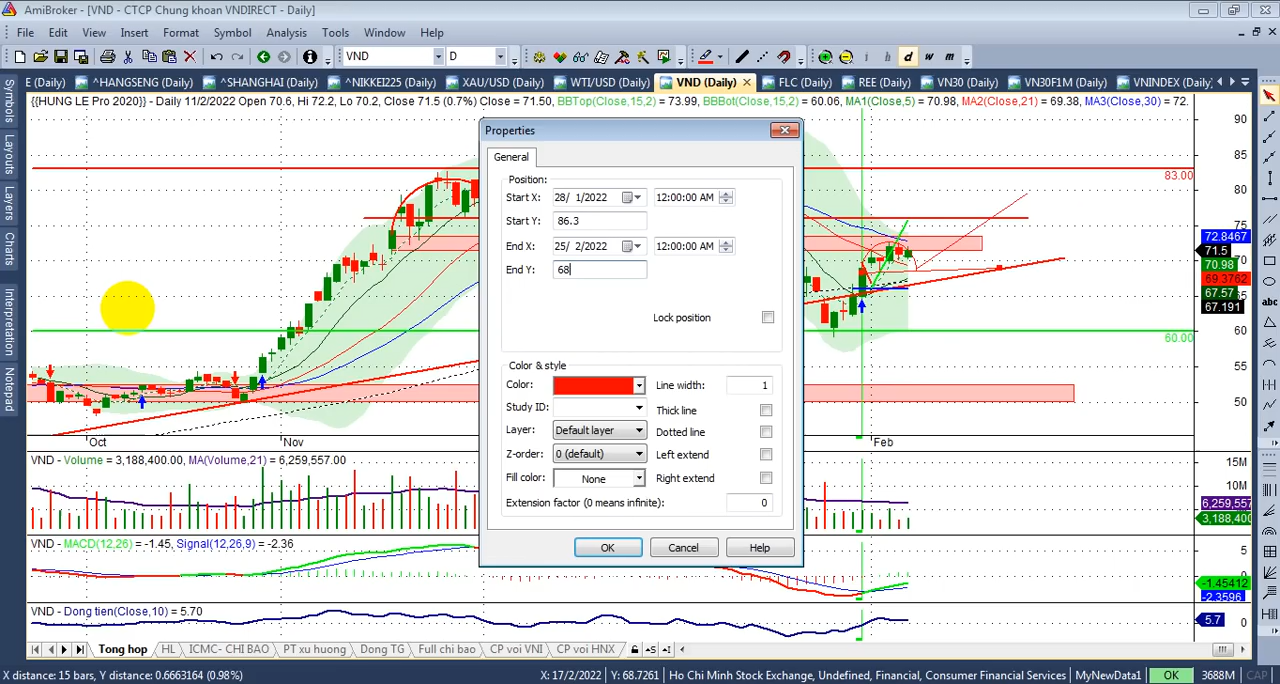 AmiBroker - [VND - CTCP Chung khoan VNDIRECT - Daily]
File Edit View Insert Format Symbol Analysis Tools Window Help
VND D i h d w m
E (Daily) ^HANGSENG (Daily) ^SHANGHAI (Daily) ^NIKKEI225 (Daily) XAU/USD (Daily) WTI/USD (Daily) VND (Daily) FLC (Daily) REE (Daily) VN30 (Daily) VN30F1M (Daily) VNINDEX (Daily)
{{HUNG LE Pro 2020}} - Daily 11/2/2022 Open 70.6, Hi 72.2, Lo 70.2, Close 71.5 (0.7%) Close = 71.50, BBTop(Close,15,2) = 73.99, BBBot(Close,15,2) = 60.06, MA1(Close,5) = 70.98, MA2(Close,21) = 69.38, MA3(Close,30) = 72.
Symbols
Layouts
Layers
Charts
Interpretation
Notepad
abc
90
85
83.00
80
75
72.8467
71.5
70
70.98
69.3762
67.57
65
67.191
60
60.00
55
50
Oct Nov Feb
Properties
General
Position:
Start X: 28/ 1/2022 12:00:00 AM
Start Y: 86.3
End X: 25/ 2/2022 12:00:00 AM
End Y: 68
Lock position
Color & style
Color: Line width: 1
Study ID: Thick line
Layer: Default layer Dotted line
Z-order: 0 (default) Left extend
Fill color: None Right extend
Extension factor (0 means infinite): 0
OK Cancel Help
VND - Volume = 3,188,400.00, MA(Volume,21) = 6,259,557.00
15M
10M
6,259,557
3,188,400
VND - MACD(12,26) = -1.45, Signal(12,26,9) = -2.36
5
0
-1.45412
-2.3596
VND - Dong tien(Close,10) = 5.70
5.7 0
Tong hop HL ICMC- CHI BAO PT xu huong Dong TG Full chi bao CP voi VNI CP voi HNX
X distance: 15 bars, Y distance: 0.6663164 (0.98%) X: 17/2/2022 Y: 68.7261 Ho Chi Minh Stock Exchange, Undefined, Financial, Consumer Financial Services MyNewData1 OK 3688M CAP